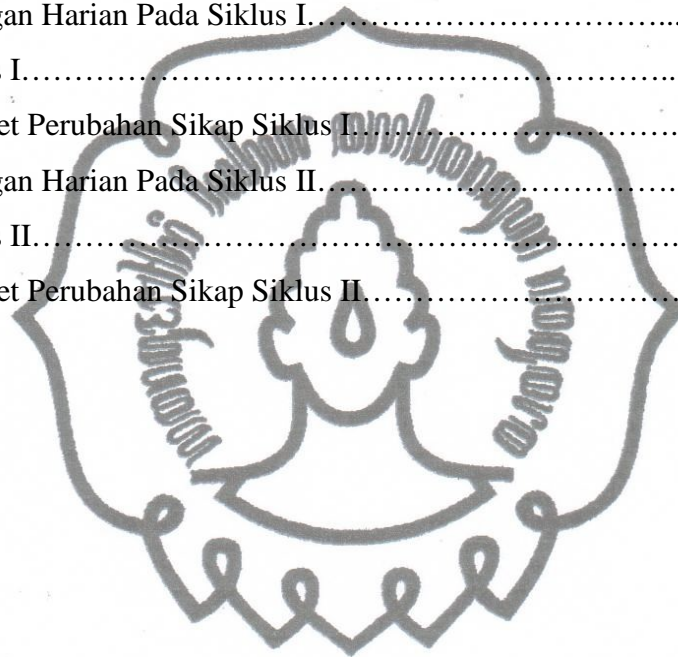 gan Harian Pada Siklus I…………………………………...
s I……………………………………………………………...
et Perubahan Sikap Siklus I……………………………….
gan Harian Pada Siklus II………………………………….
s II…………………………………………………………….
et Perubahan Sikap Siklus II……………………………